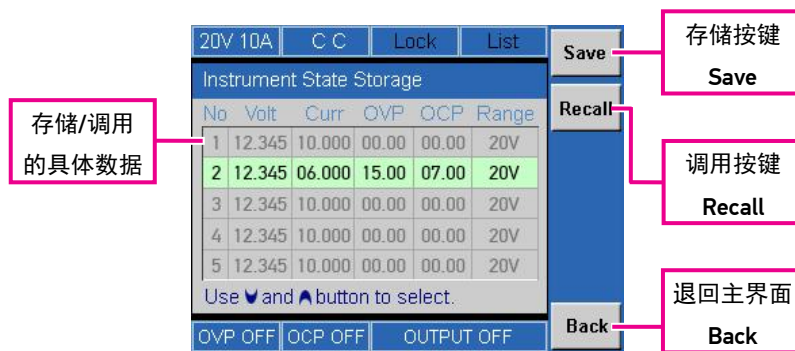 20V 10A CC Lock List
Instrument State Storage
No Volt Curr OVP OCP Range
1 12.345 10.000 00.00 00.00 20V
2 12.345 06.000 15.00 07.00 20V
3 12.345 10.000 00.00 00.00 20V
4 12.345 10.000 00.00 00.00 20V
5 12.345 10.000 00.00 00.00 20V
Use and button to select.
OVP OFF OCP OFF OUTPUT OFF
Save
Recall
Back
存储/调用
的具体数据
存储按键
Save
调用按键
Recall
退回主界面
Back